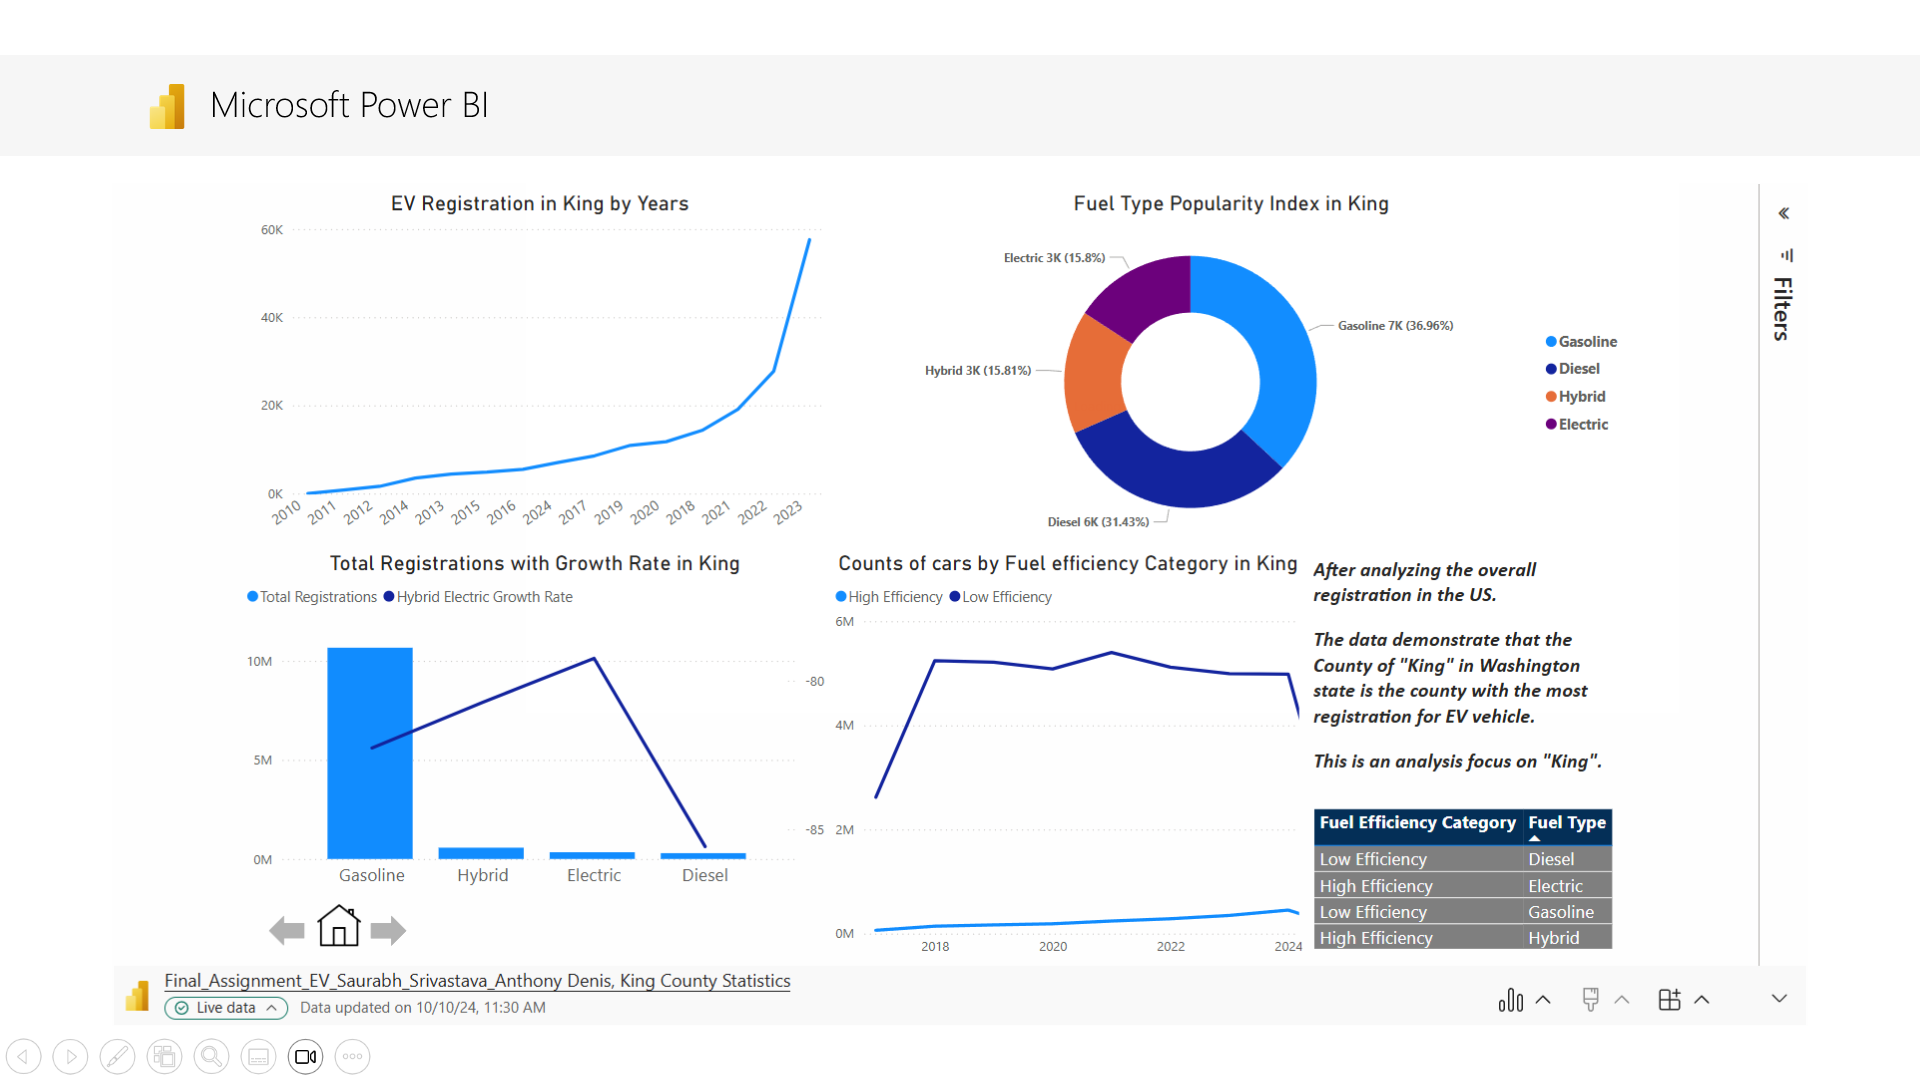 Microsoft Power BI
EV Registration in King by Years
60K
40K
20K
0K
2010 2011 2012 2014 2013 2015 2016 2024 2017 2019 2020 2018 2021 2022 2023
Fuel Type Popularity Index in King
Electric 3K (15.8%)
Gasoline 7K (36.96%)
Hybrid 3K (15.81%)
Diesel 6K (31.43%)
Gasoline
Diesel
Hybrid
Electric
Filters
Total Registrations with Growth Rate in King
Total Registrations Hybrid Electric Growth Rate
10M
5M
0M
-80
-85
Gasoline Hybrid Electric Diesel
Counts of cars by Fuel efficiency Category in King
High Efficiency Low Efficiency
6M
4M
2M
0M
2018 2020 2022 2024
After analyzing the overall
registration in the US.
The data demonstrate that the
County of "King" in Washington
state is the county with the most
registration for EV vehicle.
This is an analysis focus on "King".
Fuel Efficiency Category Fuel Type
Low Efficiency Diesel
High Efficiency Electric
Low Efficiency Gasoline
High Efficiency Hybrid
Final_Assignment_EV_Saurabh_Srivastava_Anthony Denis, King County Statistics
Live data Data updated on 10/10/24, 11:30 AM